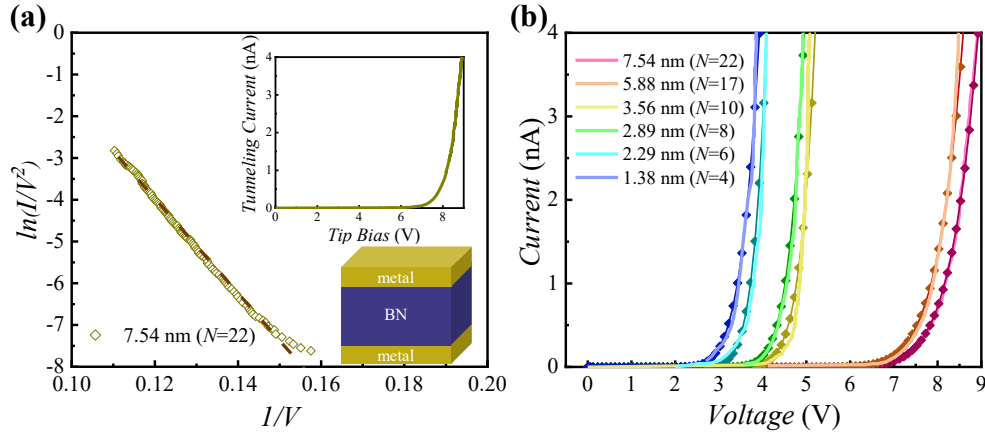 (a)
0
-1
-2
-3
-4
-5
-6
-7
-8
ln(I/V²)
0.10 0.12 0.14 0.16 0.18 0.20
1/V
7.54 nm (N=22)
Tunneling Current (nA)
4
3
2
1
0
0 2 4 6 8
Tip Bias (V)
metal
BN
metal
(b)
4
3
2
1
0
Current (nA)
7.54 nm (N=22)
5.88 nm (N=17)
3.56 nm (N=10)
2.89 nm (N=8)
2.29 nm (N=6)
1.38 nm (N=4)
0 1 2 3 4 5 6 7 8 9
Voltage (V)